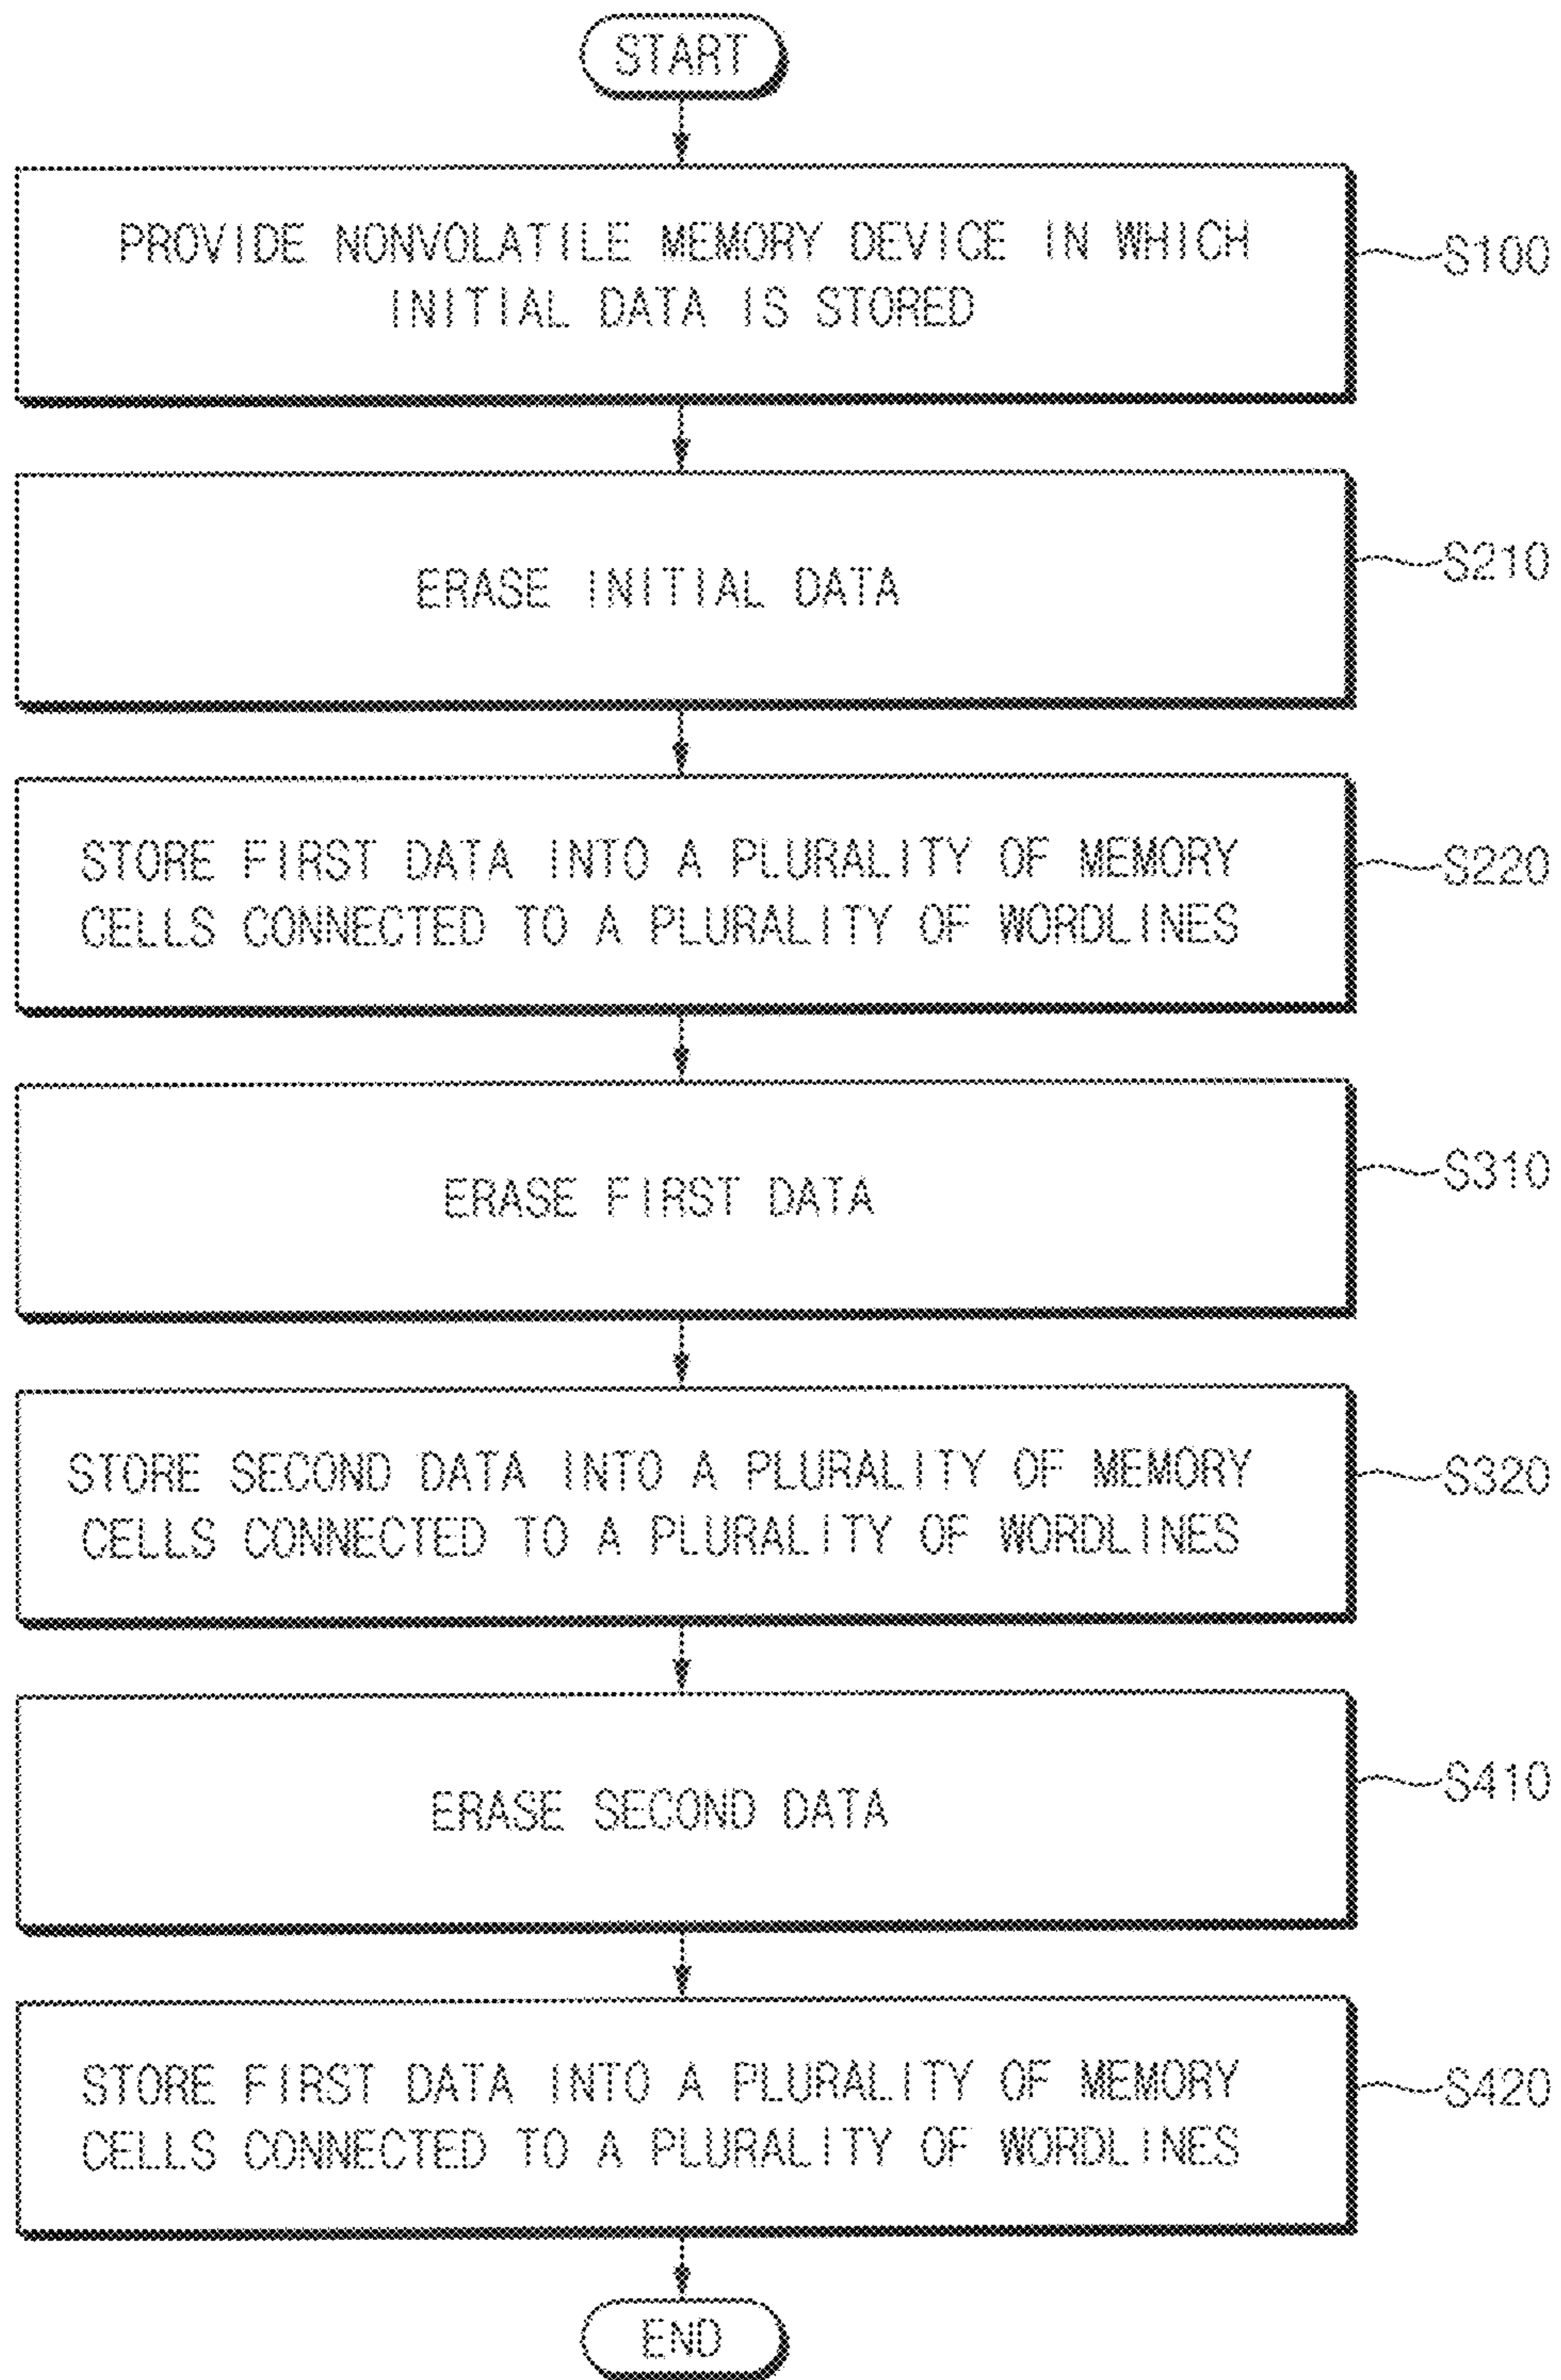 START
PROVIDE NONVOLATILE MEMORY DEVICE IN WHICH
INITIAL DATA IS STORED
S100
ERASE INITIAL DATA
S210
STORE FIRST DATA INTO A PLURALITY OF MEMORY
CELLS CONNECTED TO A PLURALITY OF WORDLINES
S220
ERASE FIRST DATA
S310
STORE SECOND DATA INTO A PLURALITY OF MEMORY
CELLS CONNECTED TO A PLURALITY OF WORDLINES
S320
ERASE SECOND DATA
S410
STORE FIRST DATA INTO A PLURALITY OF MEMORY
CELLS CONNECTED TO A PLURALITY OF WORDLINES
S420
END